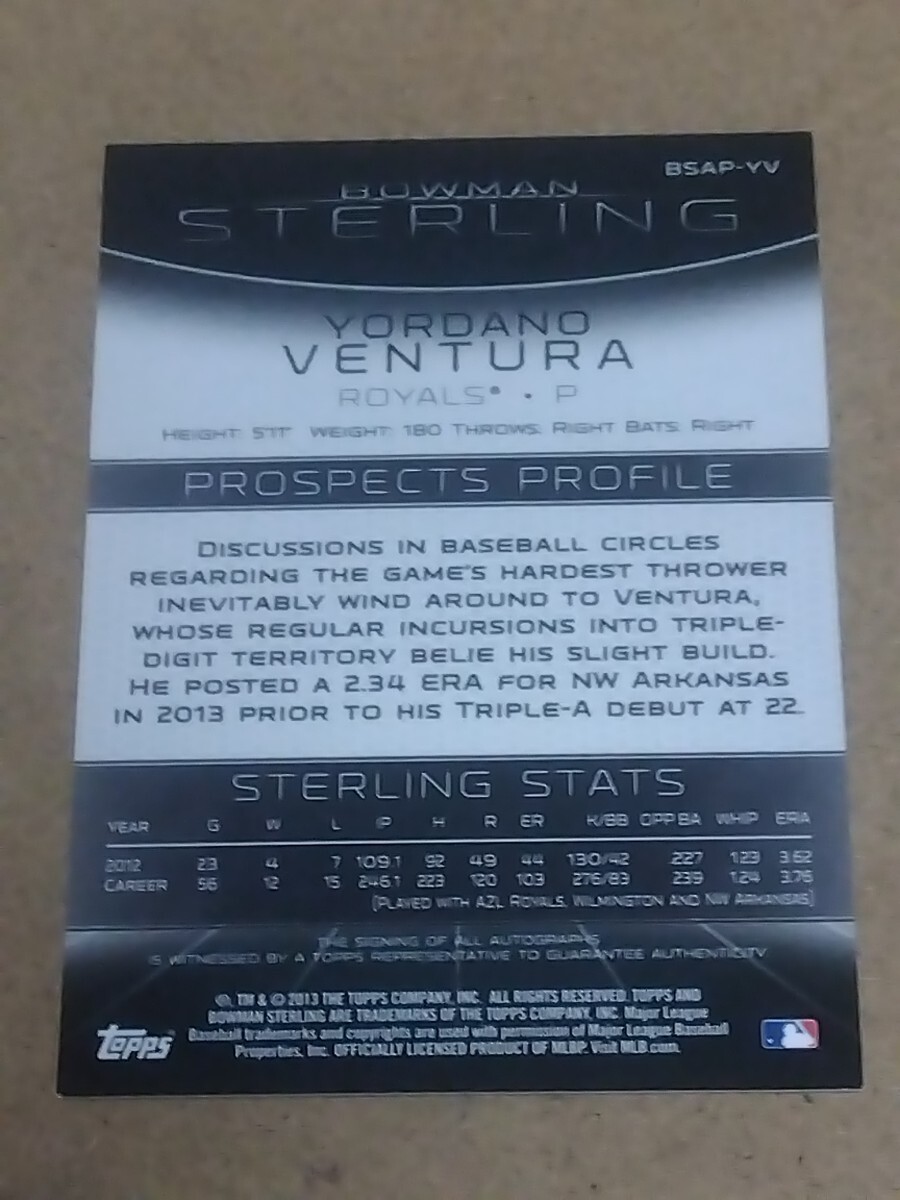 BSAP-YV
BOWMAN
STERLING
YORDANO
VENTURA
ROYALS® • P
HEIGHT: 5'11" WEIGHT: 180 THROWS: RIGHT BATS: RIGHT
PROSPECTS PROFILE
DISCUSSIONS IN BASEBALL CIRCLES
REGARDING THE GAME'S HARDEST THROWER
INEVITABLY WIND AROUND TO VENTURA,
WHOSE REGULAR INCURSIONS INTO TRIPLE-
DIGIT TERRITORY BELIE HIS SLIGHT BUILD.
HE POSTED A 2.34 ERA FOR NW ARKANSAS
IN 2013 PRIOR TO HIS TRIPLE-A DEBUT AT 22.
STERLING STATS
YEAR G W L IP H R ER K/BB OPP BA WHIP ERA
2012 23 4 7 109.1 92 49 44 130/42 .227 1.23 3.62
CAREER 56 12 15 246.1 223 120 103 276/83 .239 1.24 3.76
(PLAYED WITH AZL ROYALS, WILMINGTON AND NW ARKANSAS)
THE SIGNING OF ALL AUTOGRAPHS
IS WITNESSED BY A TOPPS REPRESENTATIVE TO GUARANTEE AUTHENTICITY
®, TM & © 2013 THE TOPPS COMPANY, INC. ALL RIGHTS RESERVED. TOPPS AND
BOWMAN STERLING ARE TRADEMARKS OF THE TOPPS COMPANY, INC. Major League
Baseball trademarks and copyrights are used with permission of Major League Baseball
Properties, Inc. OFFICIALLY LICENSED PRODUCT OF MLBP. Visit MLB.com.
topps